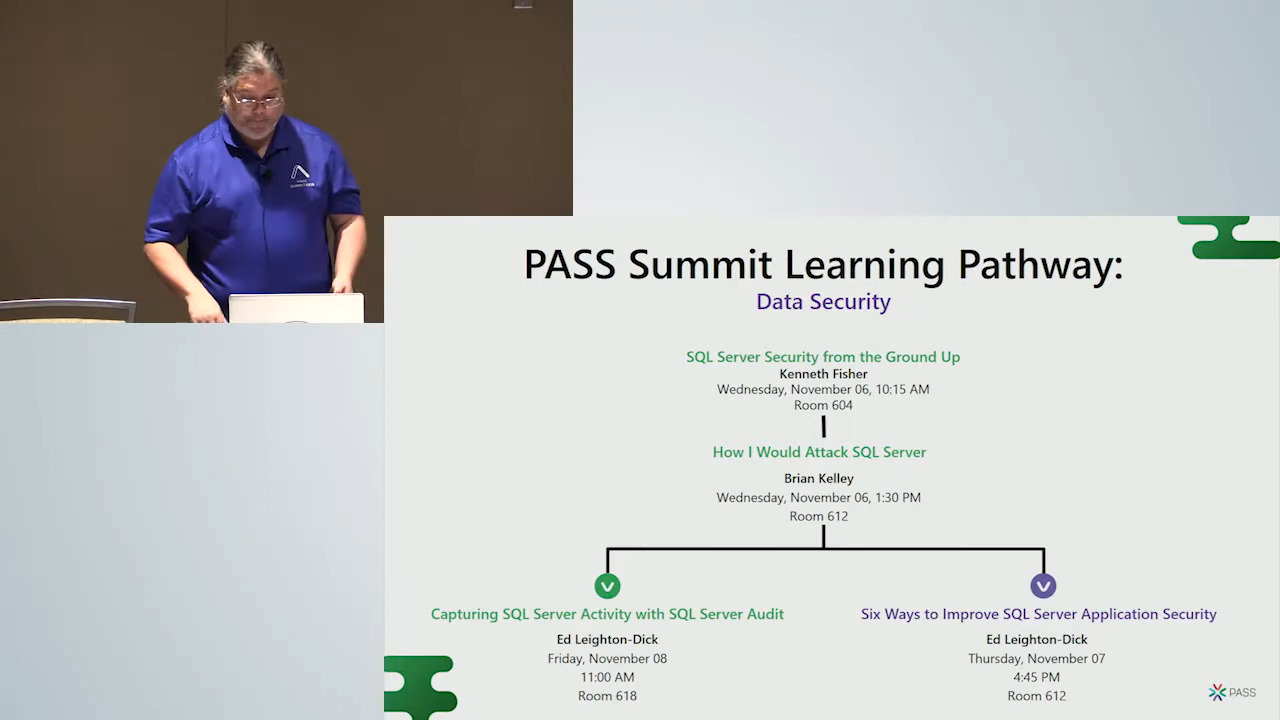 PASS Summit Learning Pathway:
Data Security
SQL Server Security from the Ground Up
Kenneth Fisher
Wednesday, November 06, 10:15 AM
Room 604
How I Would Attack SQL Server
Brian Kelley
Wednesday, November 06, 1:30 PM
Room 612
Capturing SQL Server Activity with SQL Server Audit
Ed Leighton-Dick
Friday, November 08
11:00 AM
Room 618
Six Ways to Improve SQL Server Application Security
Ed Leighton-Dick
Thursday, November 07
4:45 PM
Room 612
PASS